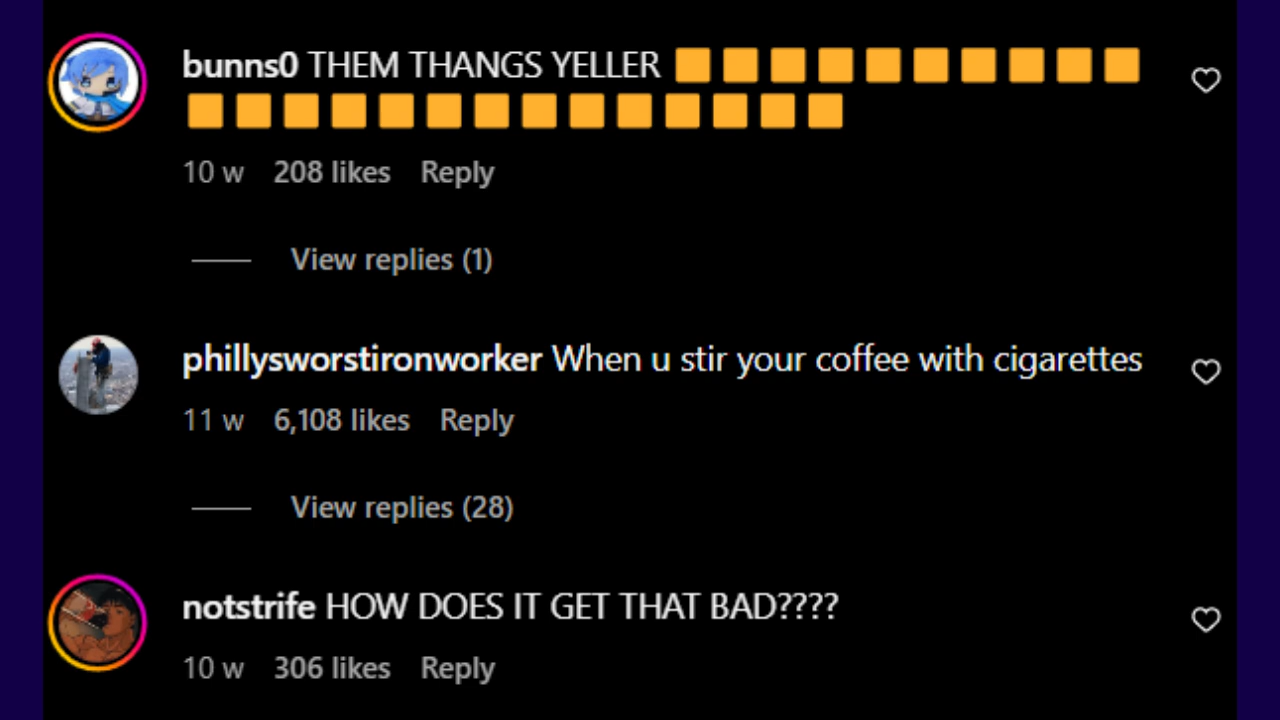 bunns0 THEM THANGS YELLER 🟧🟧🟧🟧🟧🟧🟧🟧🟧🟧
🟧🟧🟧🟧🟧🟧🟧🟧🟧🟧🟧🟧🟧🟧
10 w 208 likes Reply
View replies (1)
phillysworstironworker When u stir your coffee with cigarettes
11 w 6,108 likes Reply
View replies (28)
notstrife HOW DOES IT GET THAT BAD????
10 w 306 likes Reply